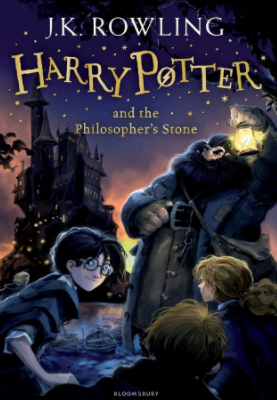 J.K. ROWLING
HARRY POTTER
and the
Philosopher's Stone
BLOOMSBURY